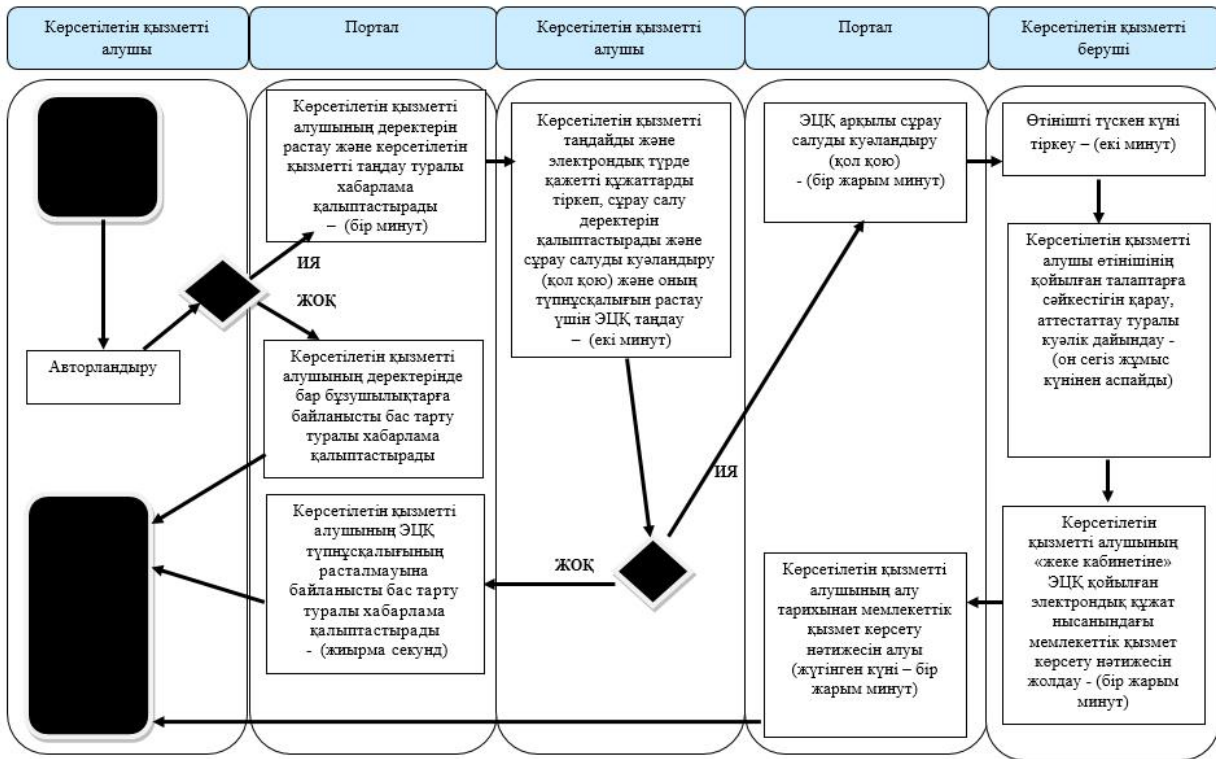 Көрсетілетін қызметті
алушы
Портал
Көрсетілетін қызметті
алушы
Портал
Көрсетілетін қызметті
беруші
Авторландыру
Көрсетілетін қызметті
алушының деректерін
растау және көрсетілетін
қызметті таңдау туралы
хабарлама
қалыптастырады
– (бір минут)
ИЯ
ЖОҚ
Көрсетілетін қызметті
алушының деректерінде
бар бұзушылықтарға
байланысты бас тарту
туралы хабарлама
қалыптастырады
Көрсетілетін қызметті
алушының ЭЦҚ
түпнұсқалығының
расталмауына
байланысты бас тарту
туралы хабарлама
қалыптастырады
- (жиырма секунд)
Көрсетілетін қызметті
таңдайды және
электрондық түрде
қажетті құжаттарды
тіркеп, сұрау салу
деректерін
қалыптастырады және
сұрау салуды куәландыру
(қол қою) және оның
түпнұсқалығын растау
үшін ЭЦҚ таңдау
– (екі минут)
ЖОҚ
ИЯ
ЭЦҚ арқылы сұрау
салуды куәландыру
(қол қою)
- (бір жарым минут)
Көрсетілетін қызметті
алушының алу
тарихынан мемлекеттік
қызмет көрсету
нәтижесін алуы
(жүгінген күні – бір
жарым минут)
Өтінішті түскен күні
тіркеу – (екі минут)
Көрсетілетін қызметті
алушы өтінішінің
қойылған талаптарға
сәйкестігін қарау,
аттестаттау туралы
куәлік дайындау -
(он сегіз жұмыс
күнінен аспайды)
Көрсетілетін
қызметті алушының
«жеке кабинетіне»
ЭЦҚ қойылған
электрондық құжат
нысанындағы
мемлекеттік қызмет
көрсету нәтижесін
жолдау - (бір жарым
минут)